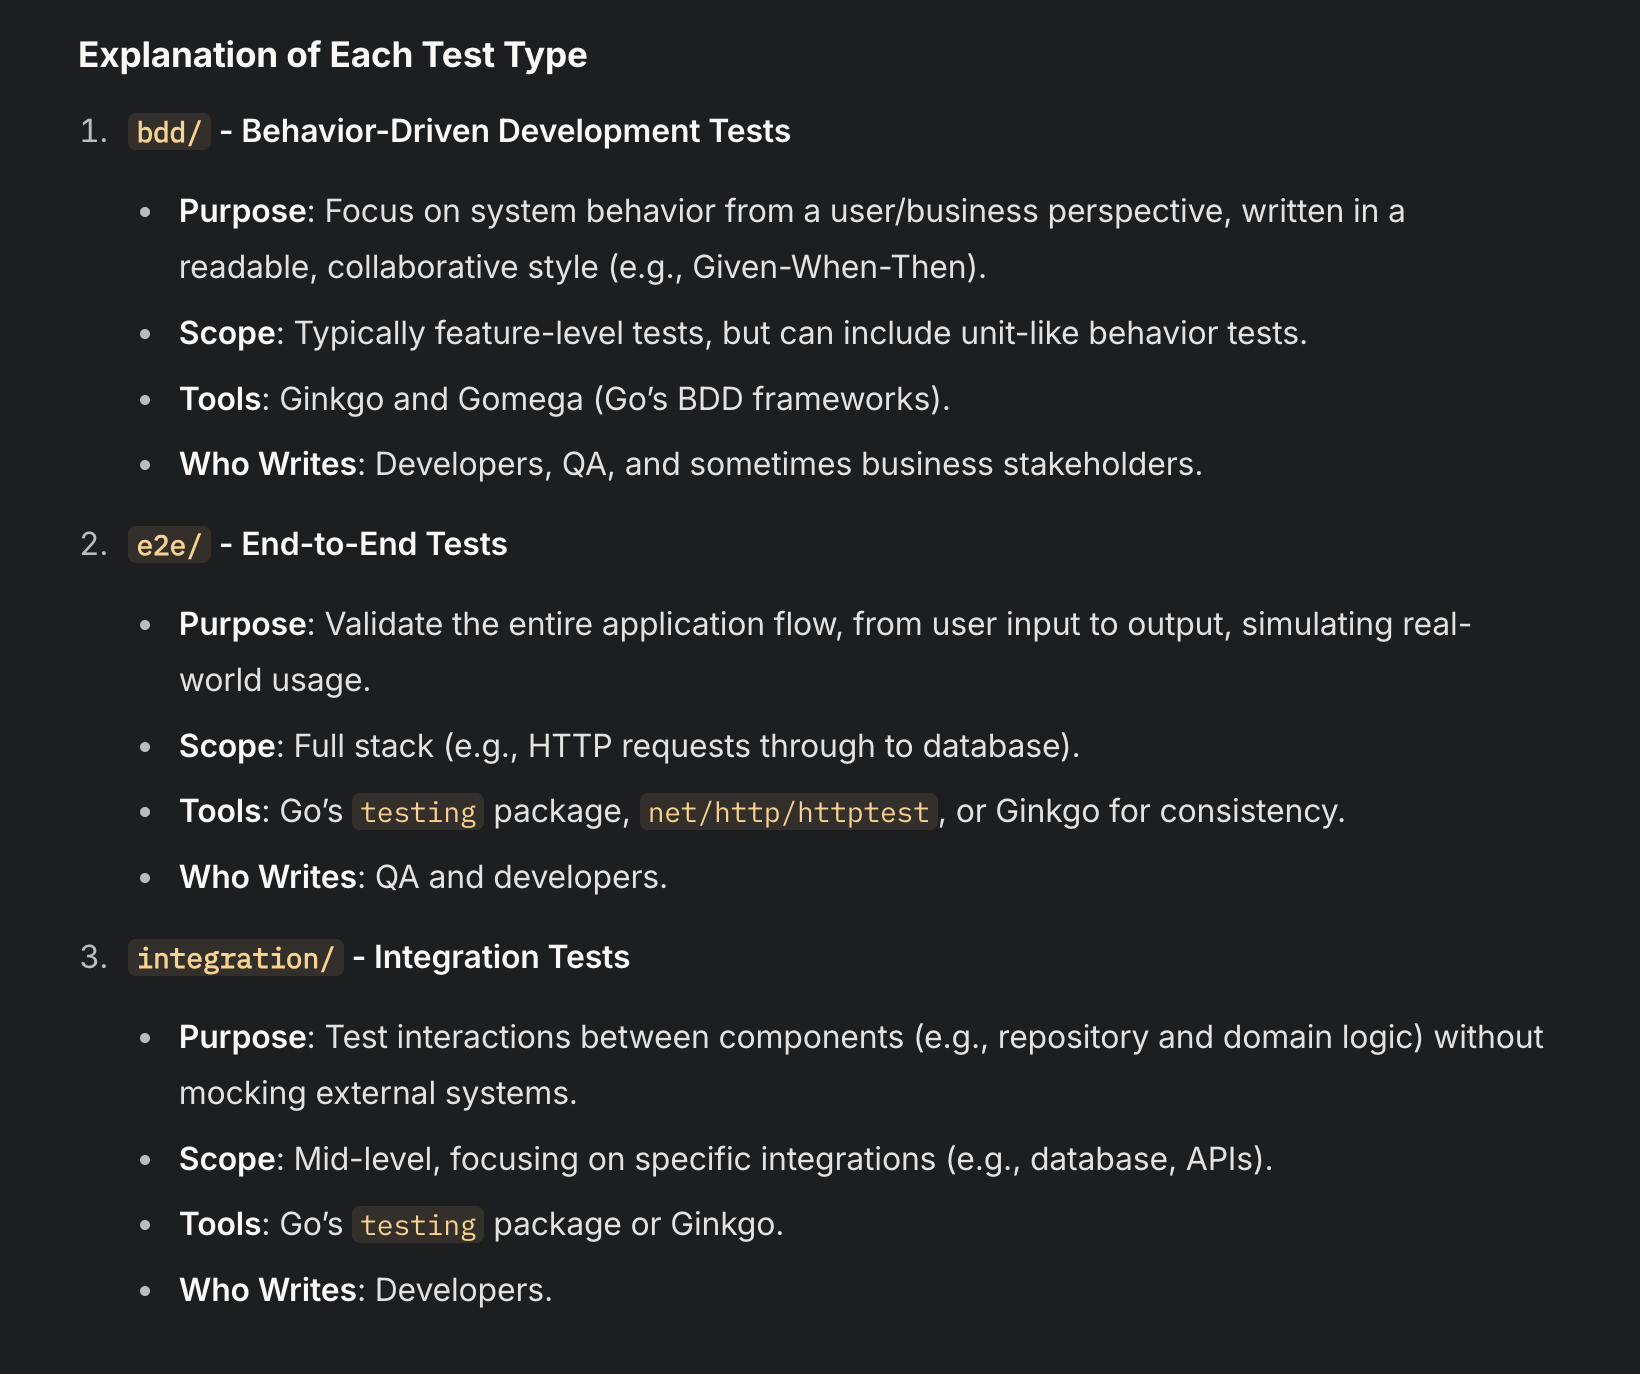 Explanation of Each Test Type
1. bdd/ - Behavior-Driven Development Tests
• Purpose: Focus on system behavior from a user/business perspective, written in a
readable, collaborative style (e.g., Given-When-Then).
• Scope: Typically feature-level tests, but can include unit-like behavior tests.
• Tools: Ginkgo and Gomega (Go’s BDD frameworks).
• Who Writes: Developers, QA, and sometimes business stakeholders.
2. e2e/ - End-to-End Tests
• Purpose: Validate the entire application flow, from user input to output, simulating real-
world usage.
• Scope: Full stack (e.g., HTTP requests through to database).
• Tools: Go’s testing package, net/http/httptest, or Ginkgo for consistency.
• Who Writes: QA and developers.
3. integration/ - Integration Tests
• Purpose: Test interactions between components (e.g., repository and domain logic) without
mocking external systems.
• Scope: Mid-level, focusing on specific integrations (e.g., database, APIs).
• Tools: Go’s testing package or Ginkgo.
• Who Writes: Developers.